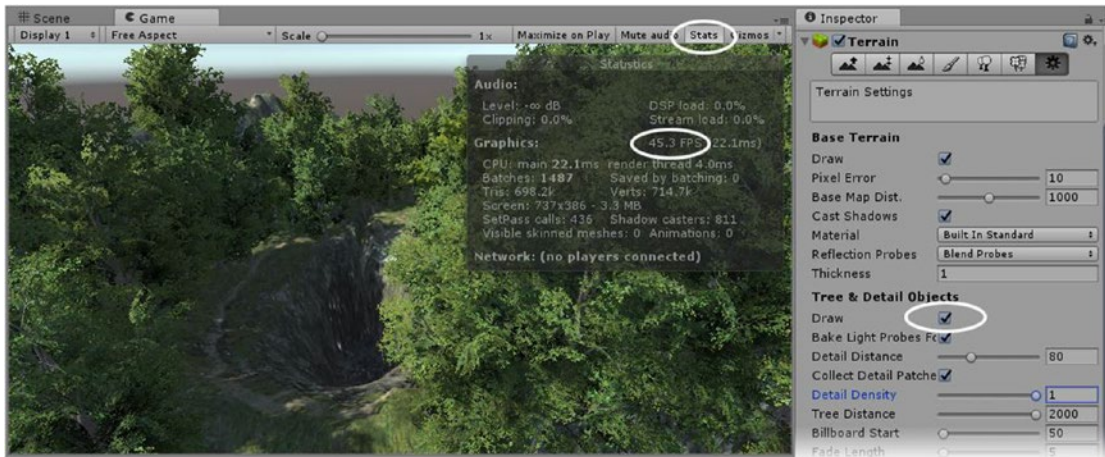 Scene
Game
Display 1
Free Aspect
Scale
1x
Maximize on Play
Mute audio
Stats
Gizmos
Statistics
Audio:
Level: -∞ dB
DSP load: 0.0%
Clipping: 0.0%
Stream load: 0.0%
Graphics:
45.3 FPS (22.1ms)
CPU: main 22.1ms render thread 4.0ms
Batches: 1487
Saved by batching: 0
Tris: 698.2k
Verts: 714.7k
Screen: 737x386 - 3.3 MB
SetPass calls: 436
Shadow casters: 811
Visible skinned meshes: 0 Animations: 0
Network: (no players connected)
Inspector
Terrain
Terrain Settings
Base Terrain
Draw
Pixel Error
10
Base Map Dist.
1000
Cast Shadows
Material
Built In Standard
Reflection Probes
Blend Probes
Thickness
1
Tree & Detail Objects
Draw
Bake Light Probes Fo
Detail Distance
80
Collect Detail Patche
Detail Density
1
Tree Distance
2000
Billboard Start
50
Fade Length
5